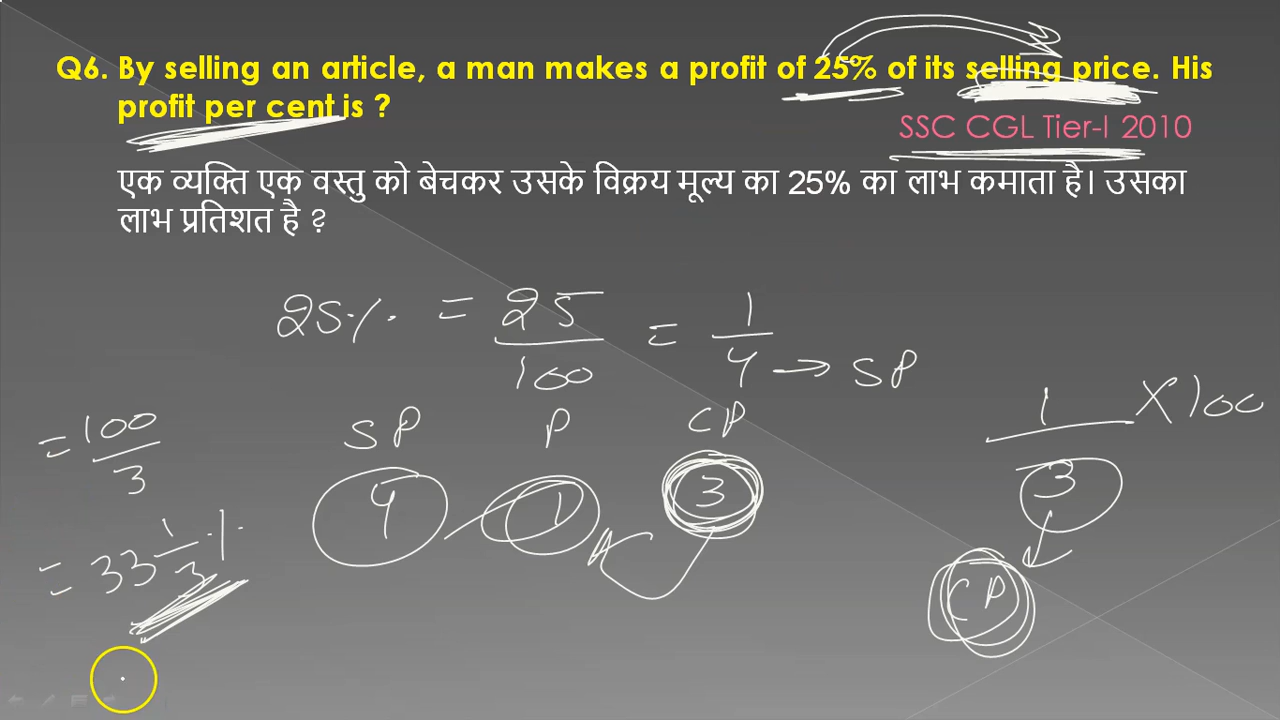 Q6. By selling an article, a man makes a profit of 25% of its selling price. His
profit per cent is ?
SSC CGL Tier-I 2010
एक व्यक्ति एक वस्तु को बेचकर उसके विक्रय मूल्य का 25% का लाभ कमाता है। उसका
लाभ प्रतिशत है ?
25% = 25/100 = 1/4 → SP
SP P CP
4 1 3
1/3 × 100
CP
= 100/3
= 33 1/3 %